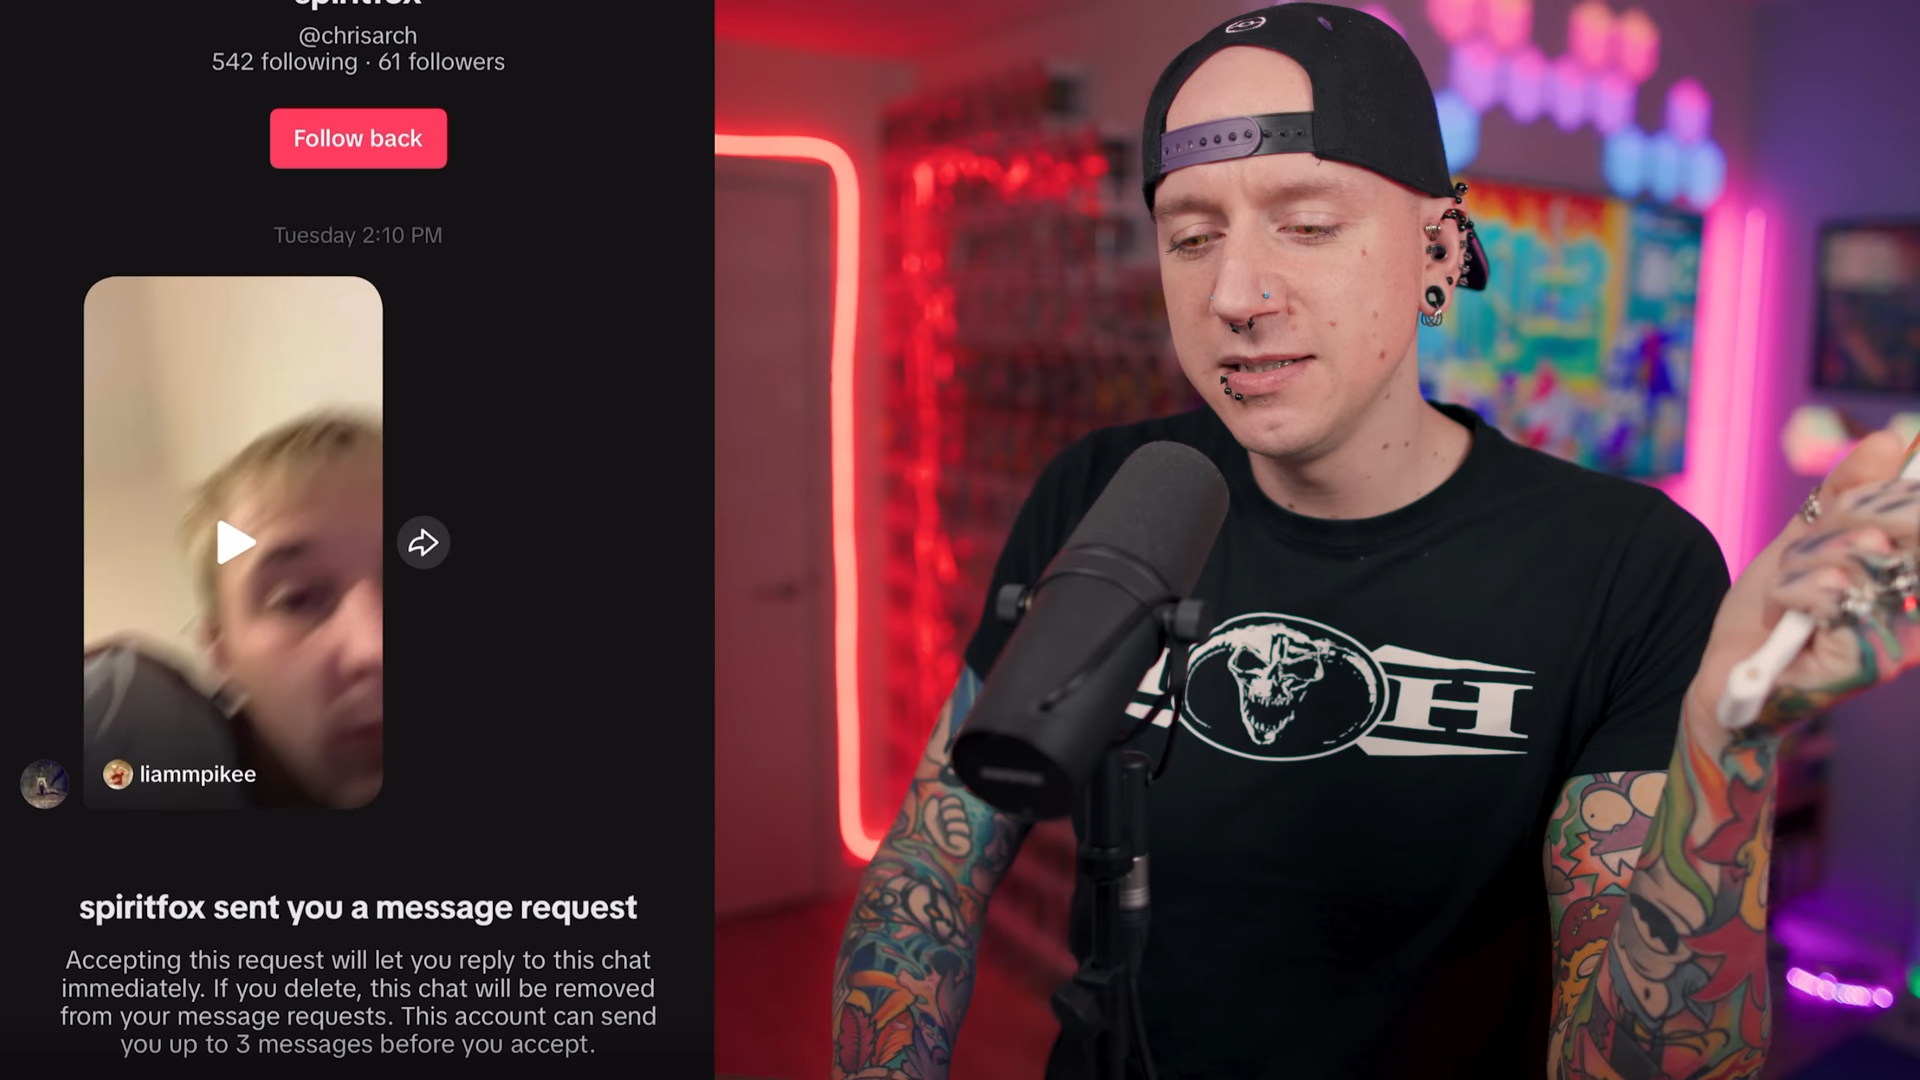 spiritfox
@chrisarch
542 following · 61 followers
Follow back
Tuesday 2:10 PM
liammpikee
spiritfox sent you a message request
Accepting this request will let you reply to this chat
immediately. If you delete, this chat will be removed
from your message requests. This account can send
you up to 3 messages before you accept.
H